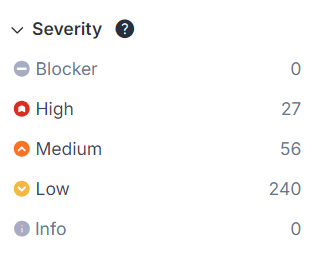 Severity ?
Blocker 0
High 27
Medium 56
Low 240
Info 0